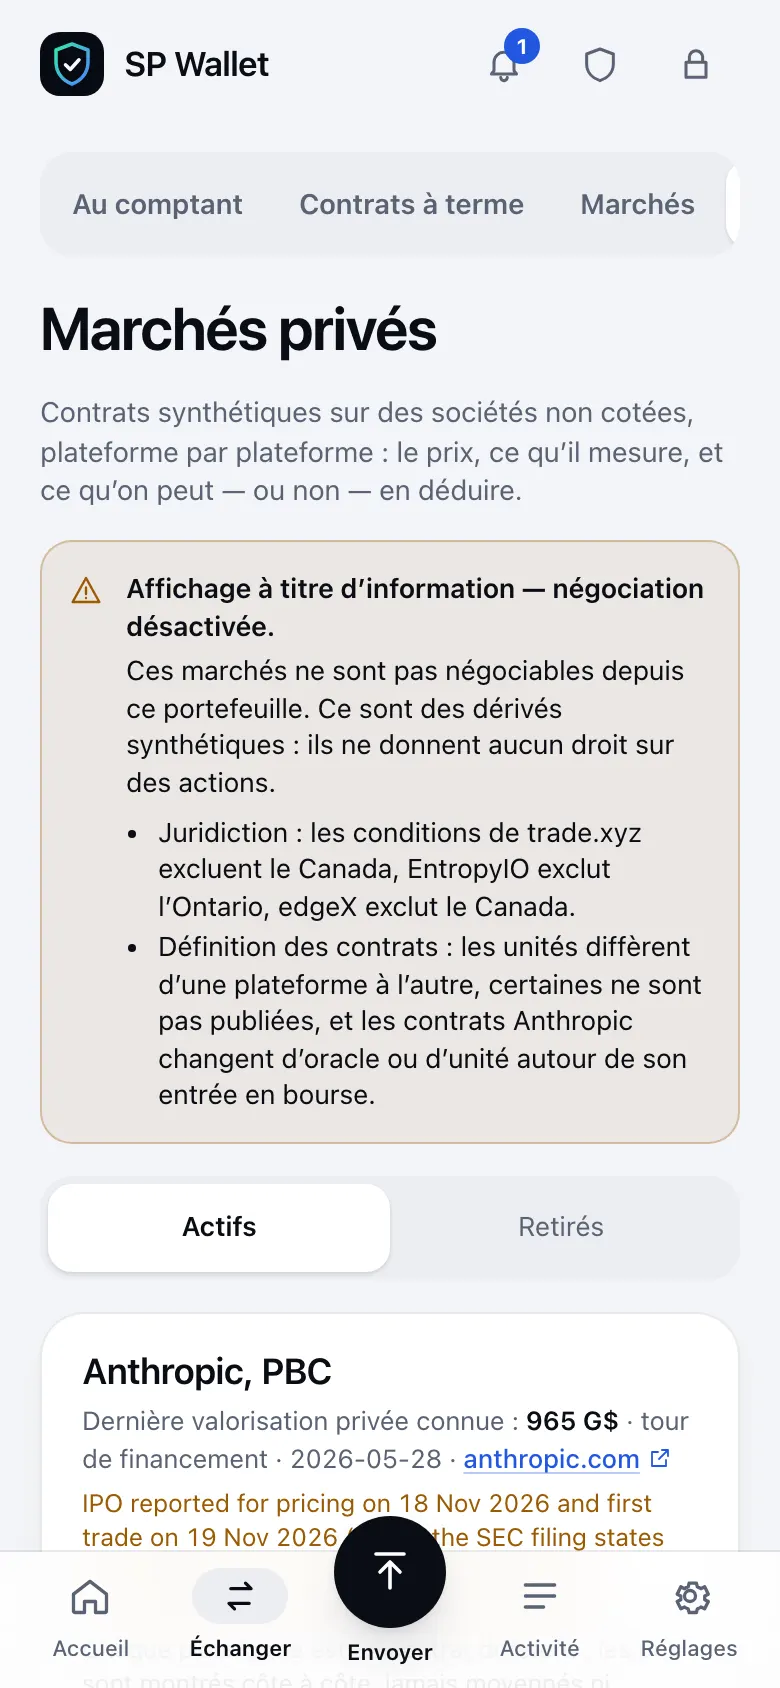 SP Wallet
1
Au comptant
Contrats à terme
Marchés
Marchés privés
Contrats synthétiques sur des sociétés non cotées,
plateforme par plateforme : le prix, ce qu’il mesure, et
ce qu’on peut — ou non — en déduire.
Affichage à titre d’information — négociation
désactivée.
Ces marchés ne sont pas négociables depuis
ce portefeuille. Ce sont des dérivés
synthétiques : ils ne donnent aucun droit sur
des actions.
• Juridiction : les conditions de trade.xyz
excluent le Canada, EntropyIO exclut
l’Ontario, edgeX exclut le Canada.
• Définition des contrats : les unités diffèrent
d’une plateforme à l’autre, certaines ne sont
pas publiées, et les contrats Anthropic
changent d’oracle ou d’unité autour de son
entrée en bourse.
Actifs
Retirés
Anthropic, PBC
Dernière valorisation privée connue : 965 G$ · tour
de financement · 2026-05-28 · anthropic.com
IPO reported for pricing on 18 Nov 2026 and first
trade on 19 Nov 2026 the SEC filing states
sont montrés côte à côte, jamais moyennés ni
Accueil
Échanger
Envoyer
Activité
Réglages